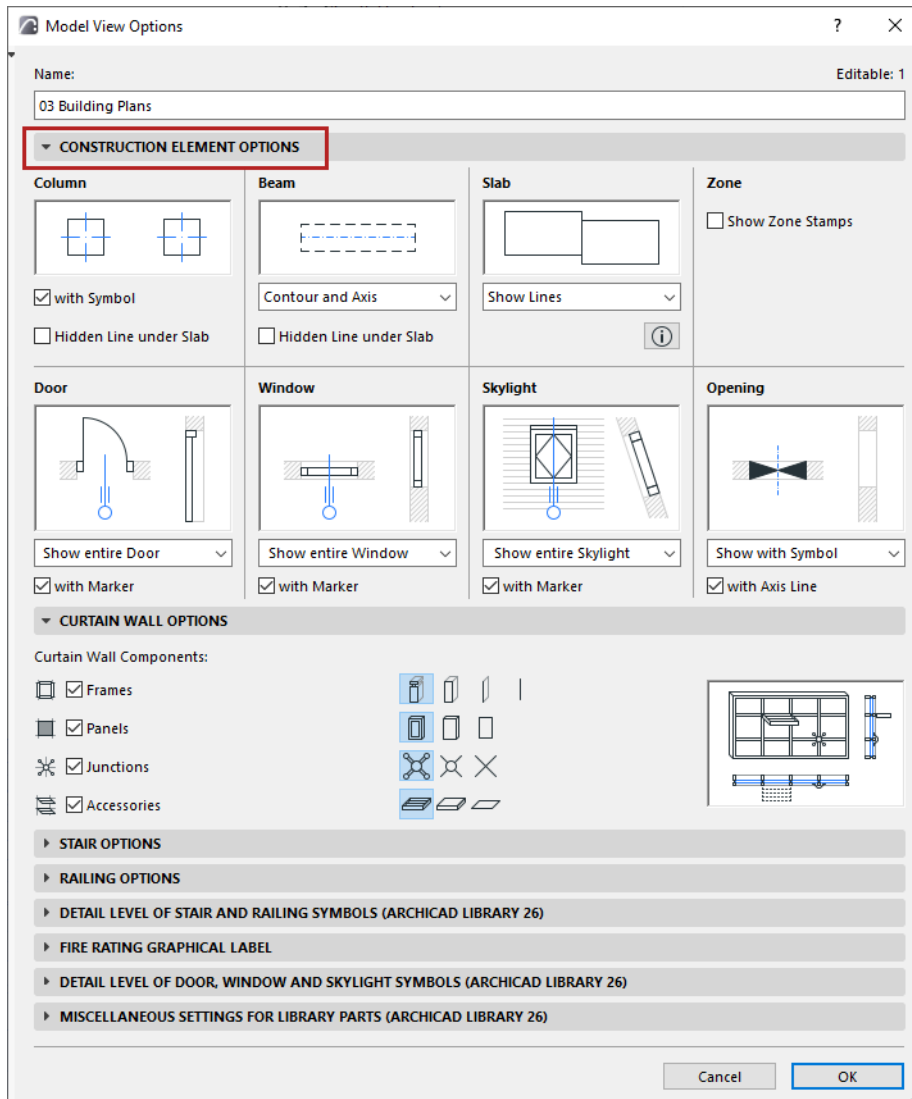 Model View Options
?
Name:
Editable: 1
03 Building Plans
CONSTRUCTION ELEMENT OPTIONS
Column
Beam
Slab
Zone
Show Zone Stamps
with Symbol
Contour and Axis
Show Lines
Hidden Line under Slab
Hidden Line under Slab
Door
Window
Skylight
Opening
Show entire Door
Show entire Window
Show entire Skylight
Show with Symbol
with Marker
with Marker
with Marker
with Axis Line
CURTAIN WALL OPTIONS
Curtain Wall Components:
Frames
Panels
Junctions
Accessories
STAIR OPTIONS
RAILING OPTIONS
DETAIL LEVEL OF STAIR AND RAILING SYMBOLS (ARCHICAD LIBRARY 26)
FIRE RATING GRAPHICAL LABEL
DETAIL LEVEL OF DOOR, WINDOW AND SKYLIGHT SYMBOLS (ARCHICAD LIBRARY 26)
MISCELLANEOUS SETTINGS FOR LIBRARY PARTS (ARCHICAD LIBRARY 26)
Cancel
OK